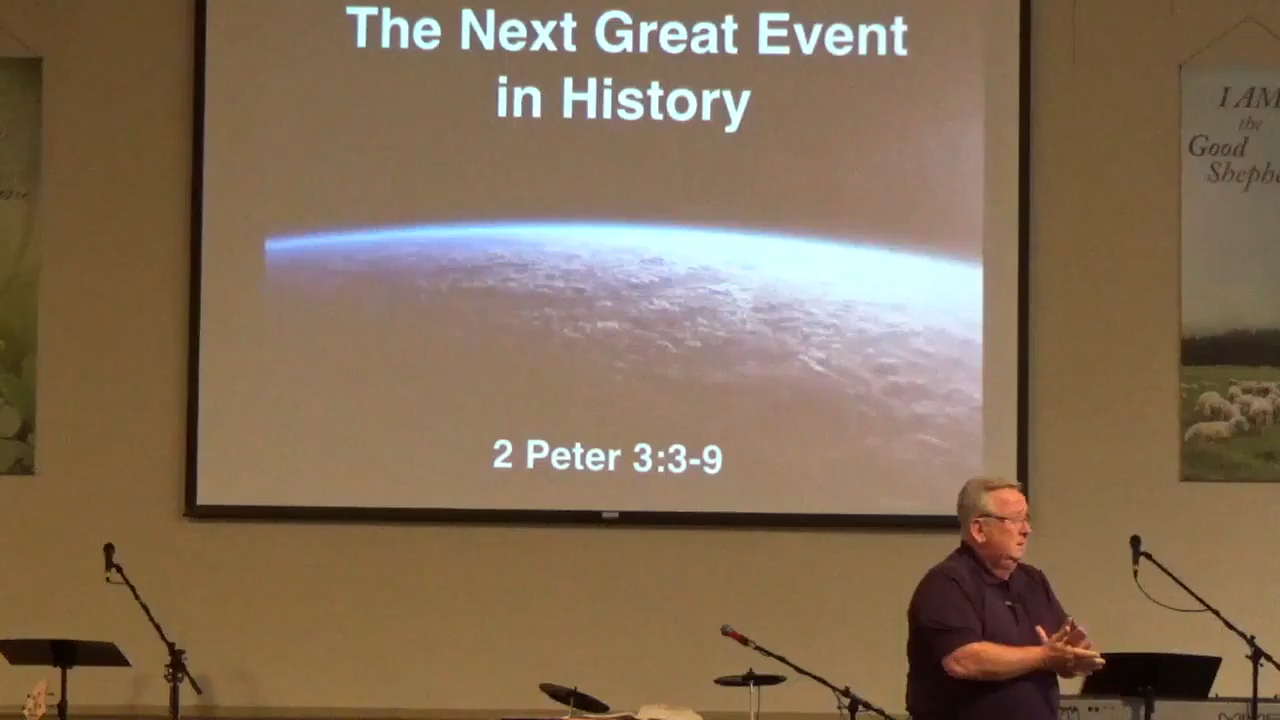 The Next Great Event
in History
2 Peter 3:3-9
I AM
the
Good